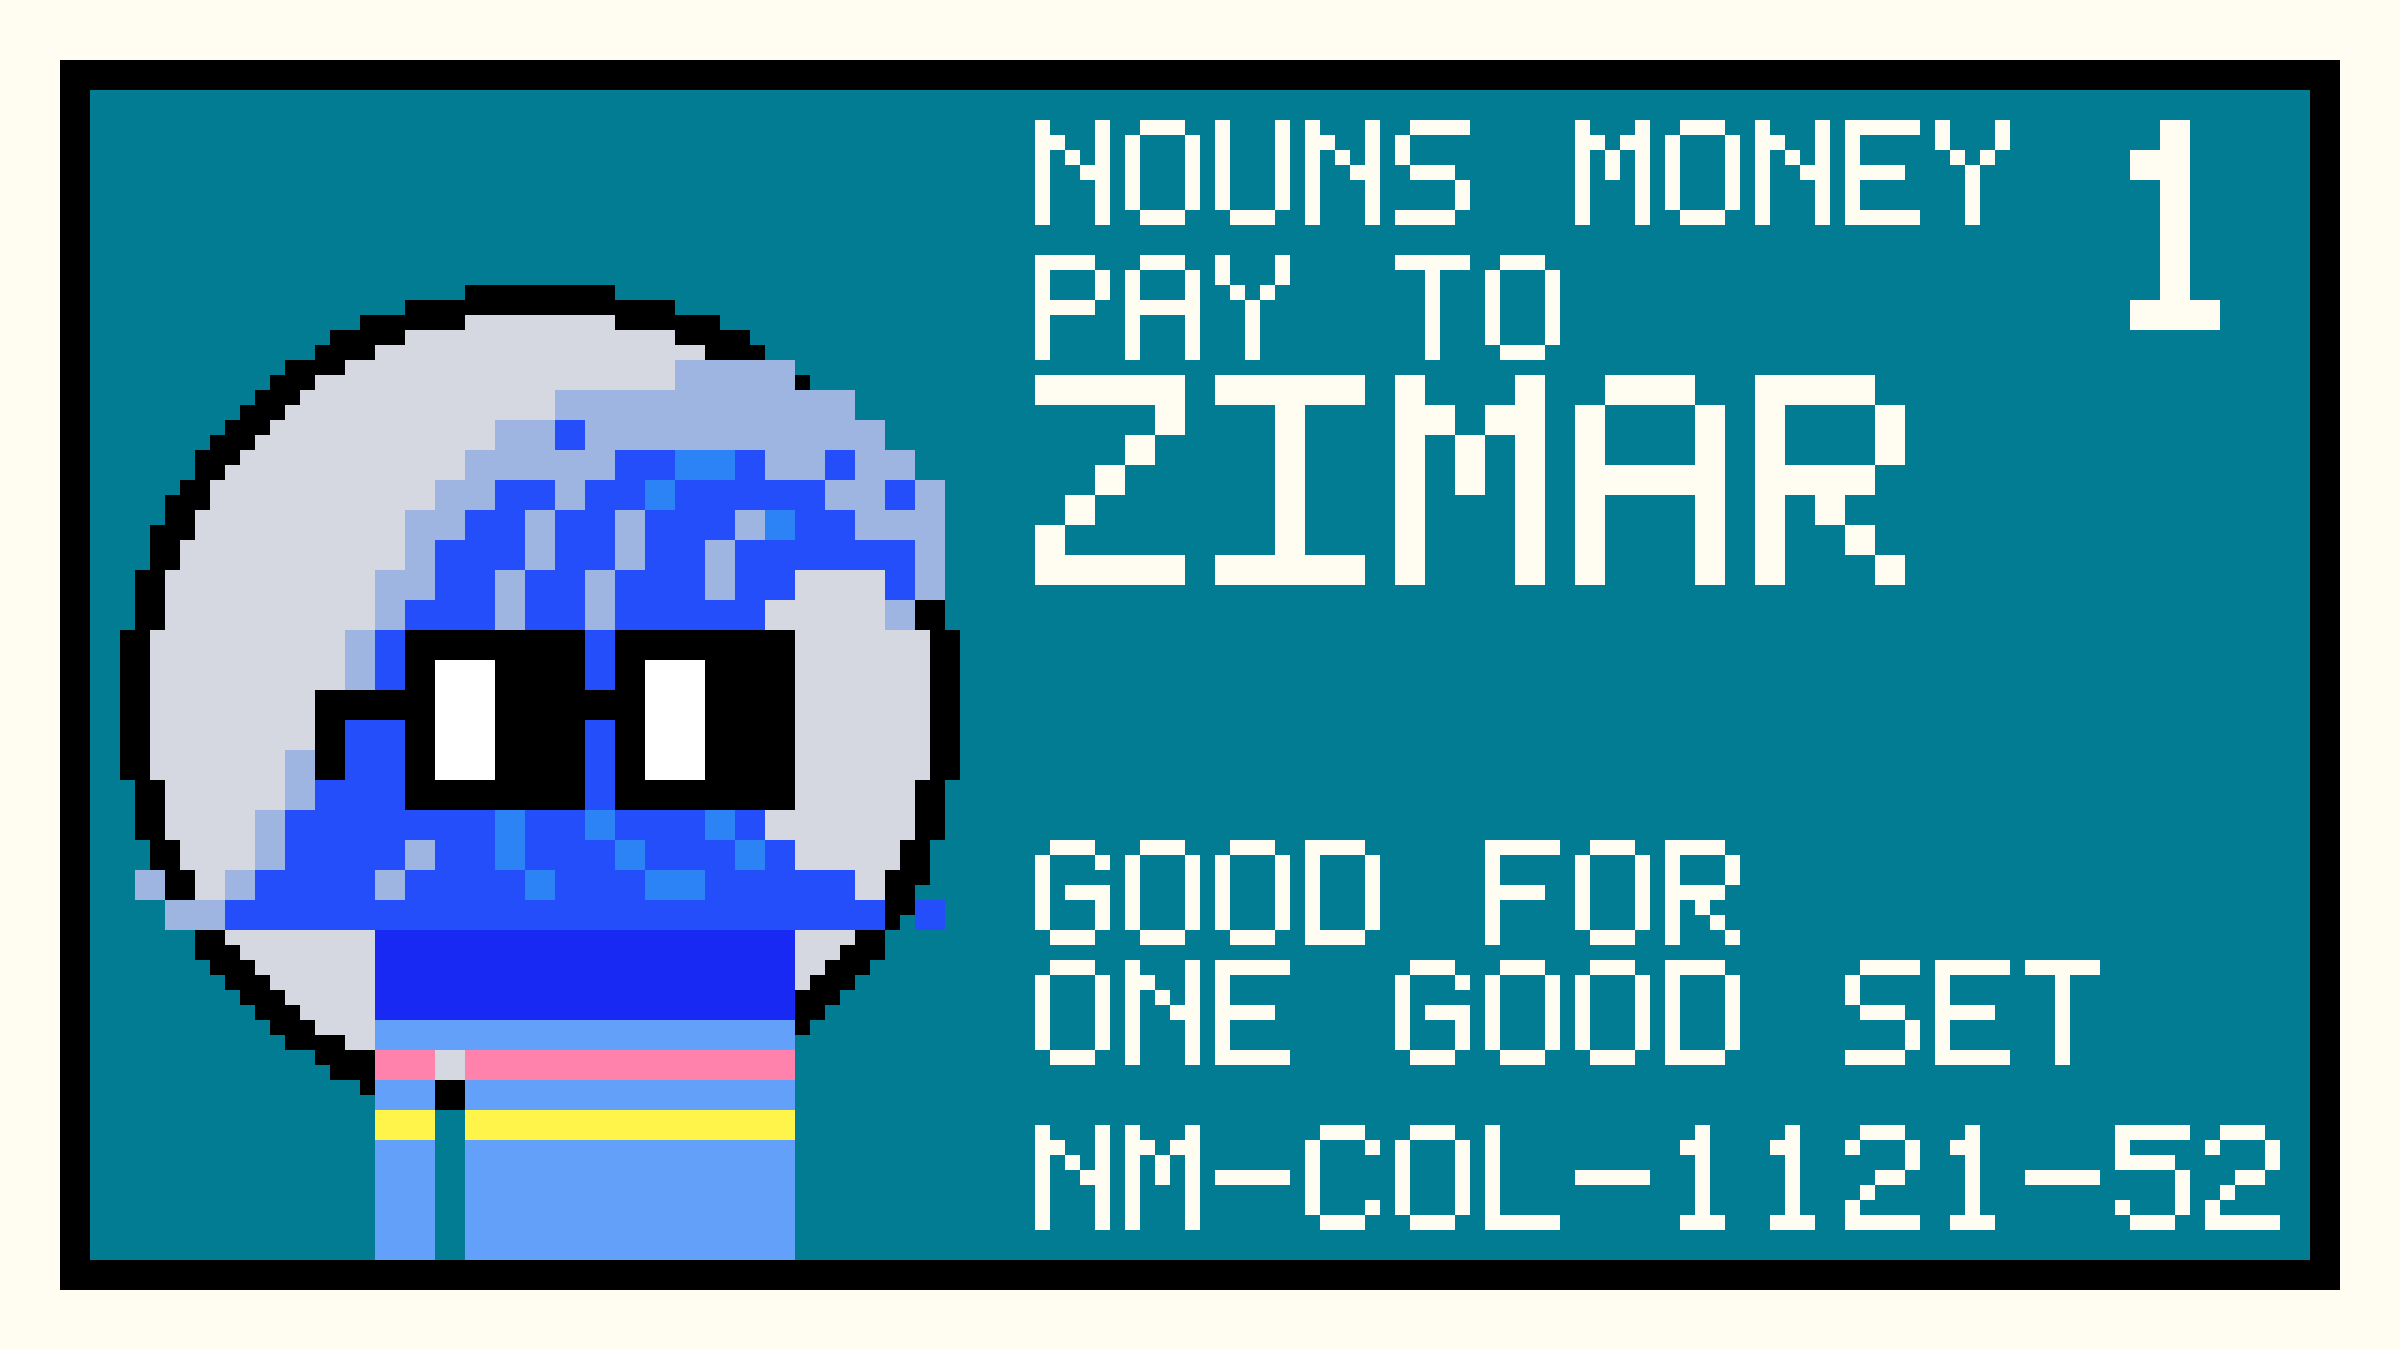 NOUNS MONEY 1
PAY TO
ZIMAR
GOOD FOR
ONE GOOD SET
NM-COL-1121-52